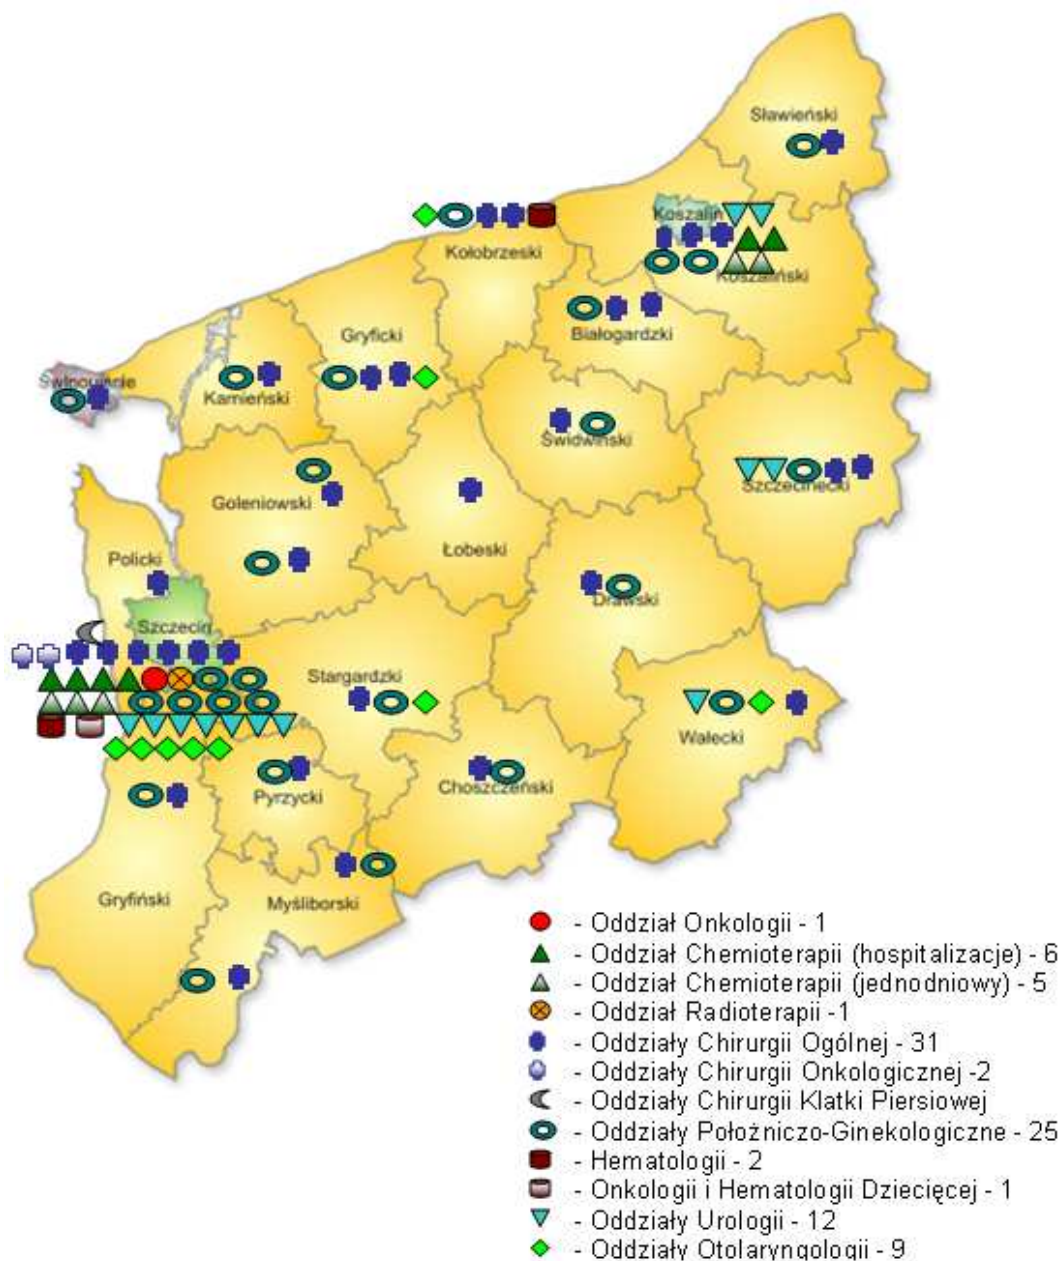 Sławieński
Koszalin
Kołobrzeski
Koszaliński
Białogardzki
Gryficki
Świnoujście
Kamieński
Świdwiński
Szczecinecki
Goleniowski
Łobeski
Policki
Drawski
Szczecin
Stargardzki
Wałecki
Choszczeński
Pyrzycki
Gryfiński
Myśliborski
- Oddział Onkologii - 1
- Oddział Chemioterapii (hospitalizacje) - 6
- Oddział Chemioterapii (jednodniowy) - 5
- Oddział Radioterapii -1
- Oddziały Chirurgii Ogólnej - 31
- Oddziały Chirurgii Onkologicznej -2
- Oddziały Chirurgii Klatki Piersiowej
- Oddziały Położniczo-Ginekologiczne - 25
- Hematologii - 2
- Onkologii i Hematologii Dziecięcej - 1
- Oddziały Urologii - 12
- Oddziały Otolaryngologii - 9